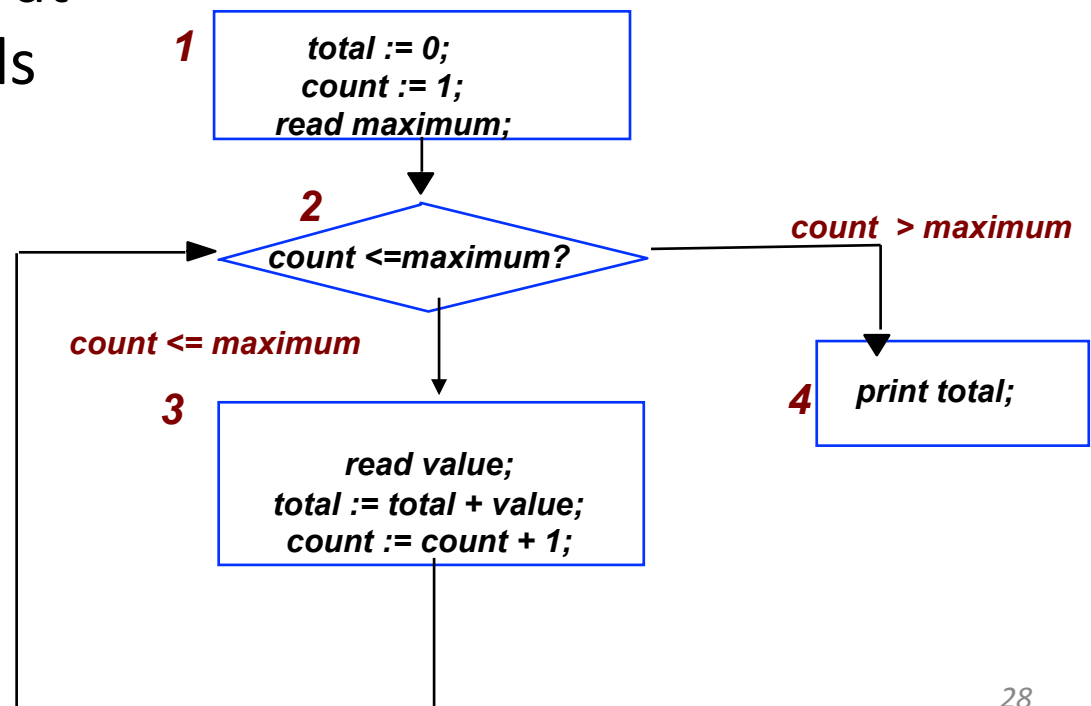 ls
1
total := 0;
count := 1;
read maximum;
2
count <=maximum?
count > maximum
count <= maximum
3
read value;
total := total + value;
count := count + 1;
4
print total;
28